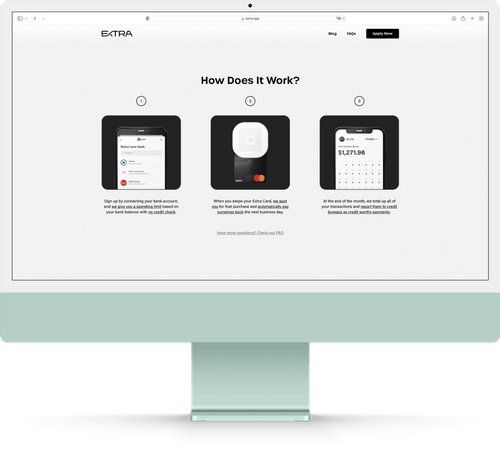 EXTRA
Blog
FAQs
Apply Now
How Does It Work?
1
2
3
Select your bank
$1,271.96
Sign up by connecting your bank account,
and we give you a spending limit based on
your bank balance with no credit check.
When you swipe your Extra Card, we spot
you for that purchase and automatically pay
ourselves back the next business day.
At the end of the month, we total up all of
your transactions and report them to credit
bureaus as credit worthy payments.
Have more questions? Check our FAQ